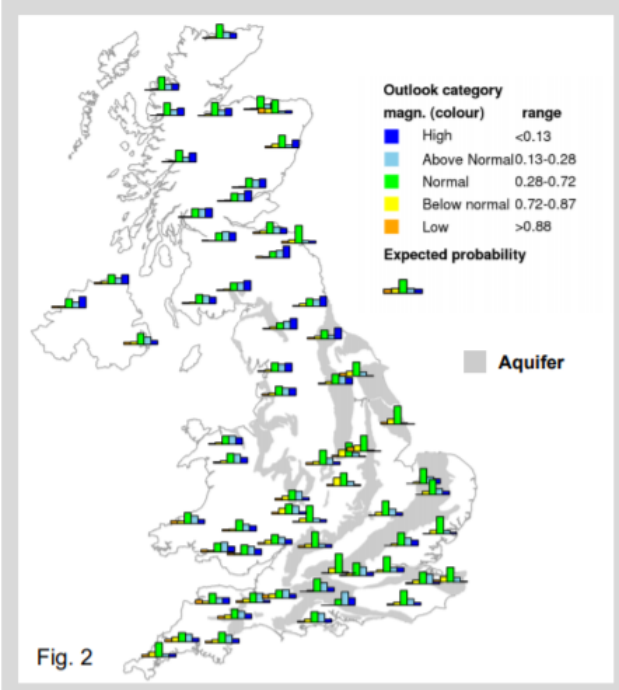 Outlook category
magn. (colour) range
High <0.13
Above Normal 0.13-0.28
Normal 0.28-0.72
Below normal 0.72-0.87
Low >0.88
Expected probability
Aquifer
Fig. 2